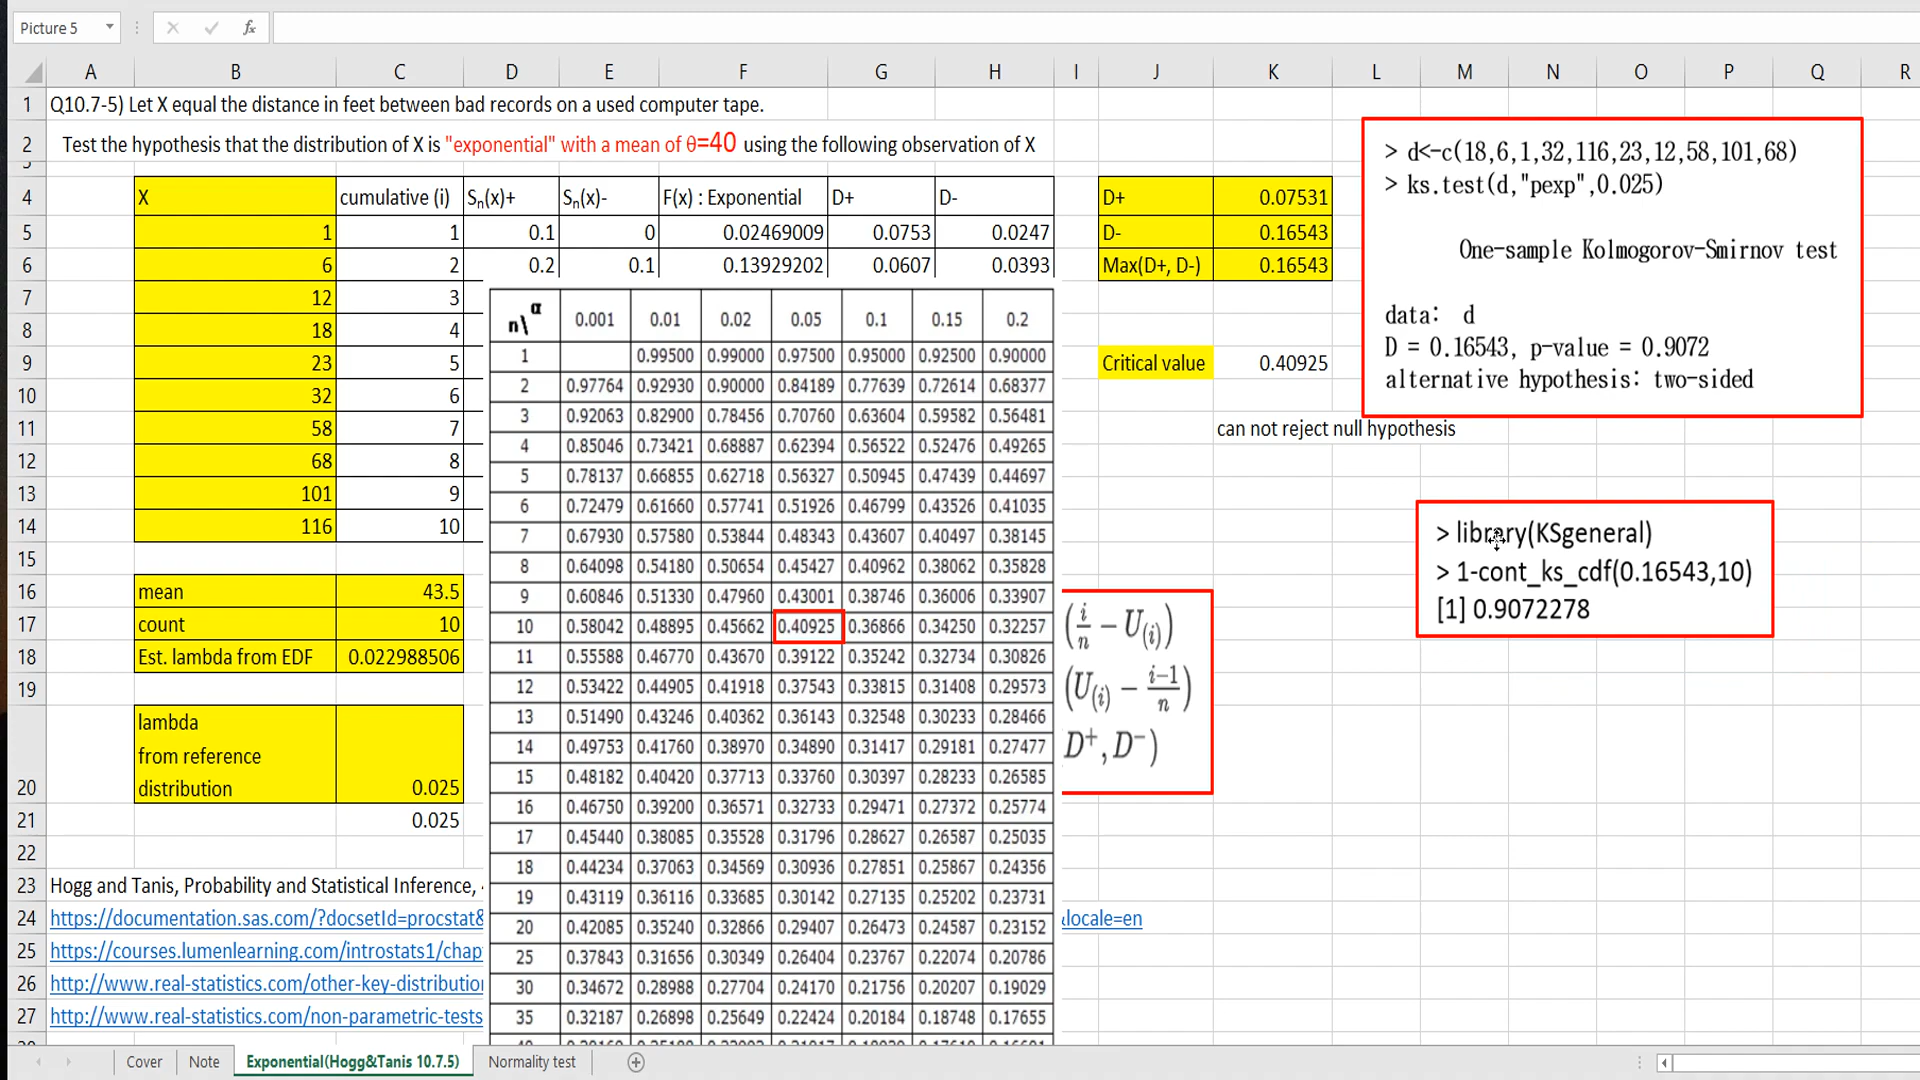 Picture 5
fx
A B C D E F G H I J K L M N O P Q R
1 Q10.7-5) Let X equal the distance in feet between bad records on a used computer tape.
2 Test the hypothesis that the distribution of X is "exponential" with a mean of θ=40 using the following observation of X
4 X cumulative (i) Sn(x)+ Sn(x)- F(x) : Exponential D+ D-
5 1 1 0.1 0 0.02469009 0.0753 0.0247
6 6 2 0.2 0.1 0.13929202 0.0607 0.0393
7 12 3
8 18 4
9 23 5
10 32 6
11 58 7
12 68 8
13 101 9
14 116 10
15
16 mean 43.5
17 count 10
18 Est. lambda from EDF 0.022988506
19
lambda
from reference
20 distribution 0.025
21 0.025
22
23 Hogg and Tanis, Probability and Statistical Inference,
24 https://documentation.sas.com/?docsetId=procstat& &locale=en
25 https://courses.lumenlearning.com/introstats1/chap
26 http://www.real-statistics.com/other-key-distribution
27 http://www.real-statistics.com/non-parametric-tests
n\α 0.001 0.01 0.02 0.05 0.1 0.15 0.2
1 0.99500 0.99000 0.97500 0.95000 0.92500 0.90000
2 0.97764 0.92930 0.90000 0.84189 0.77639 0.72614 0.68377
3 0.92063 0.82900 0.78456 0.70760 0.63604 0.59582 0.56481
4 0.85046 0.73421 0.68887 0.62394 0.56522 0.52476 0.49265
5 0.78137 0.66855 0.62718 0.56327 0.50945 0.47439 0.44697
6 0.72479 0.61660 0.57741 0.51926 0.46799 0.43526 0.41035
7 0.67930 0.57580 0.53844 0.48343 0.43607 0.40497 0.38145
8 0.64098 0.54180 0.50654 0.45427 0.40962 0.38062 0.35828
9 0.60846 0.51330 0.47960 0.43001 0.38746 0.36006 0.33907
10 0.58042 0.48895 0.45662 0.40925 0.36866 0.34250 0.32257
11 0.55588 0.46770 0.43670 0.39122 0.35242 0.32734 0.30826
12 0.53422 0.44905 0.41918 0.37543 0.33815 0.31408 0.29573
13 0.51490 0.43246 0.40362 0.36143 0.32548 0.30233 0.28466
14 0.49753 0.41760 0.38970 0.34890 0.31417 0.29181 0.27477
15 0.48182 0.40420 0.37713 0.33760 0.30397 0.28233 0.26585
16 0.46750 0.39200 0.36571 0.32733 0.29471 0.27372 0.25774
17 0.45440 0.38085 0.35528 0.31796 0.28627 0.26587 0.25035
18 0.44234 0.37063 0.34569 0.30936 0.27851 0.25867 0.24356
19 0.43119 0.36116 0.33685 0.30142 0.27135 0.25202 0.23731
20 0.42085 0.35240 0.32866 0.29407 0.26473 0.24587 0.23152
25 0.37843 0.31656 0.30349 0.26404 0.23767 0.22074 0.20786
30 0.34672 0.28988 0.27704 0.24170 0.21756 0.20207 0.19029
35 0.32187 0.26898 0.25649 0.22424 0.20184 0.18748 0.17655
D+ 0.07531
D- 0.16543
Max(D+, D-) 0.16543
Critical value 0.40925
can not reject null hypothesis
(i/n − U(i))
(U(i) − i−1/n)
D⁺, D⁻)
> d<-c(18,6,1,32,116,23,12,58,101,68)
> ks.test(d,"pexp",0.025)
One-sample Kolmogorov-Smirnov test
data: d
D = 0.16543, p-value = 0.9072
alternative hypothesis: two-sided
> library(KSgeneral)
> 1-cont_ks_cdf(0.16543,10)
[1] 0.9072278
Cover Note Exponential(Hogg&Tanis 10.7.5) Normality test